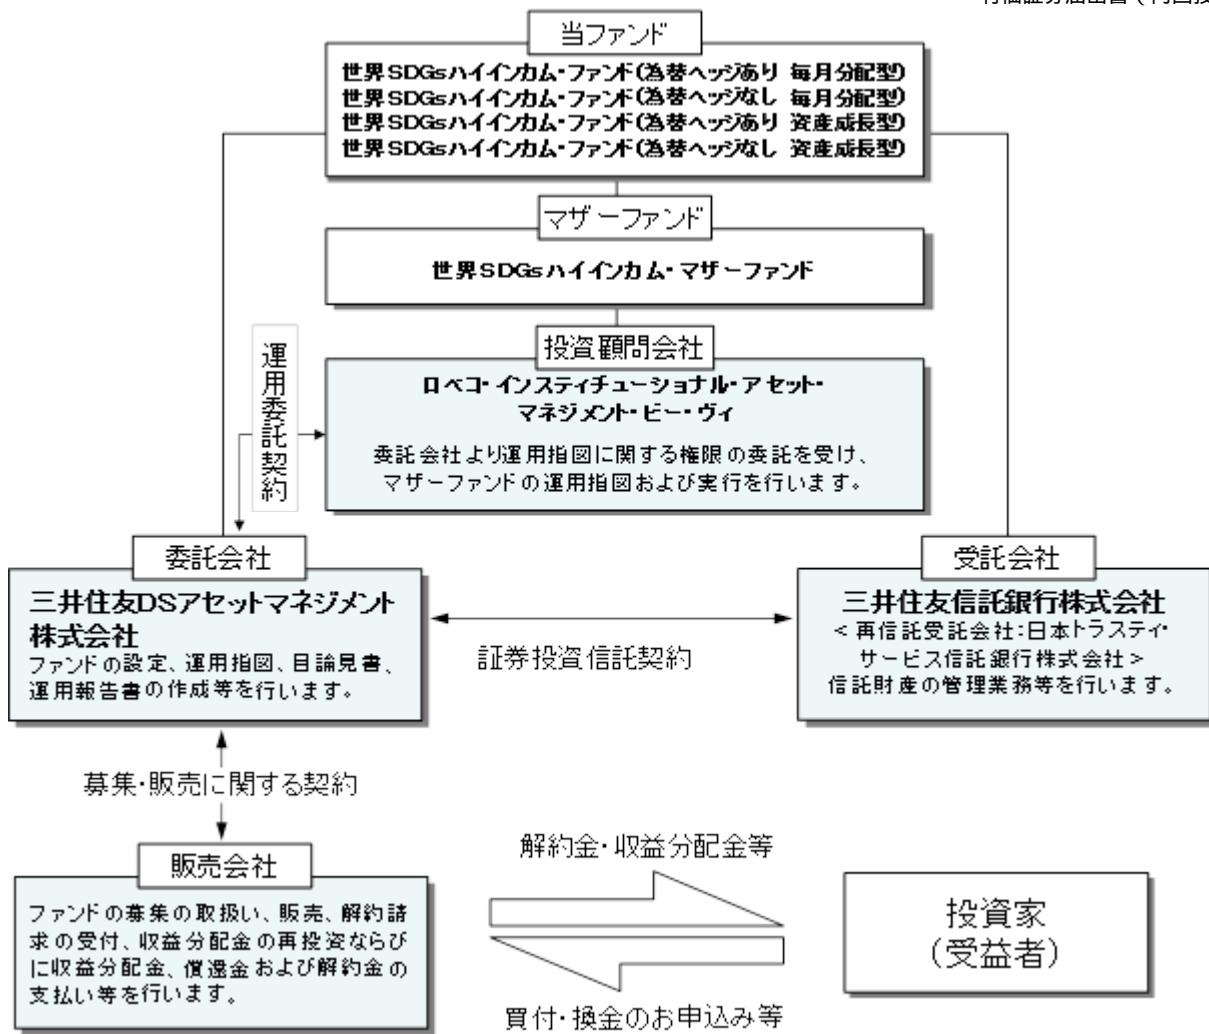 当ファンド
世界SDGsハイインカム・ファンド(為替ヘッジあり 毎月分配型)
世界SDGsハイインカム・ファンド(為替ヘッジなし 毎月分配型)
世界SDGsハイインカム・ファンド(為替ヘッジあり 資産成長型)
世界SDGsハイインカム・ファンド(為替ヘッジなし 資産成長型)
マザーファンド
世界SDGsハイインカム・マザーファンド
運用委託契約
投資顧問会社
ロベコ・インスティチューショナル・アセット・
マネジメント・ビー・ヴィ
委託会社より運用指図に関する権限の委託を受け、
マザーファンドの運用指図および実行を行います。
委託会社
三井住友DSアセットマネジメント
株式会社
ファンドの設定、運用指図、目論見書、
運用報告書の作成等を行います。
証券投資信託契約
受託会社
三井住友信託銀行株式会社
<再信託受託会社:日本トラスティ・
サービス信託銀行株式会社>
信託財産の管理業務等を行います。
募集・販売に関する契約
販売会社
ファンドの募集の取扱い、販売、解約請
求の受付、収益分配金の再投資ならび
に収益分配金、償還金および解約金の
支払い等を行います。
解約金・収益分配金等
買付・換金のお申込み等
投資家
(受益者)